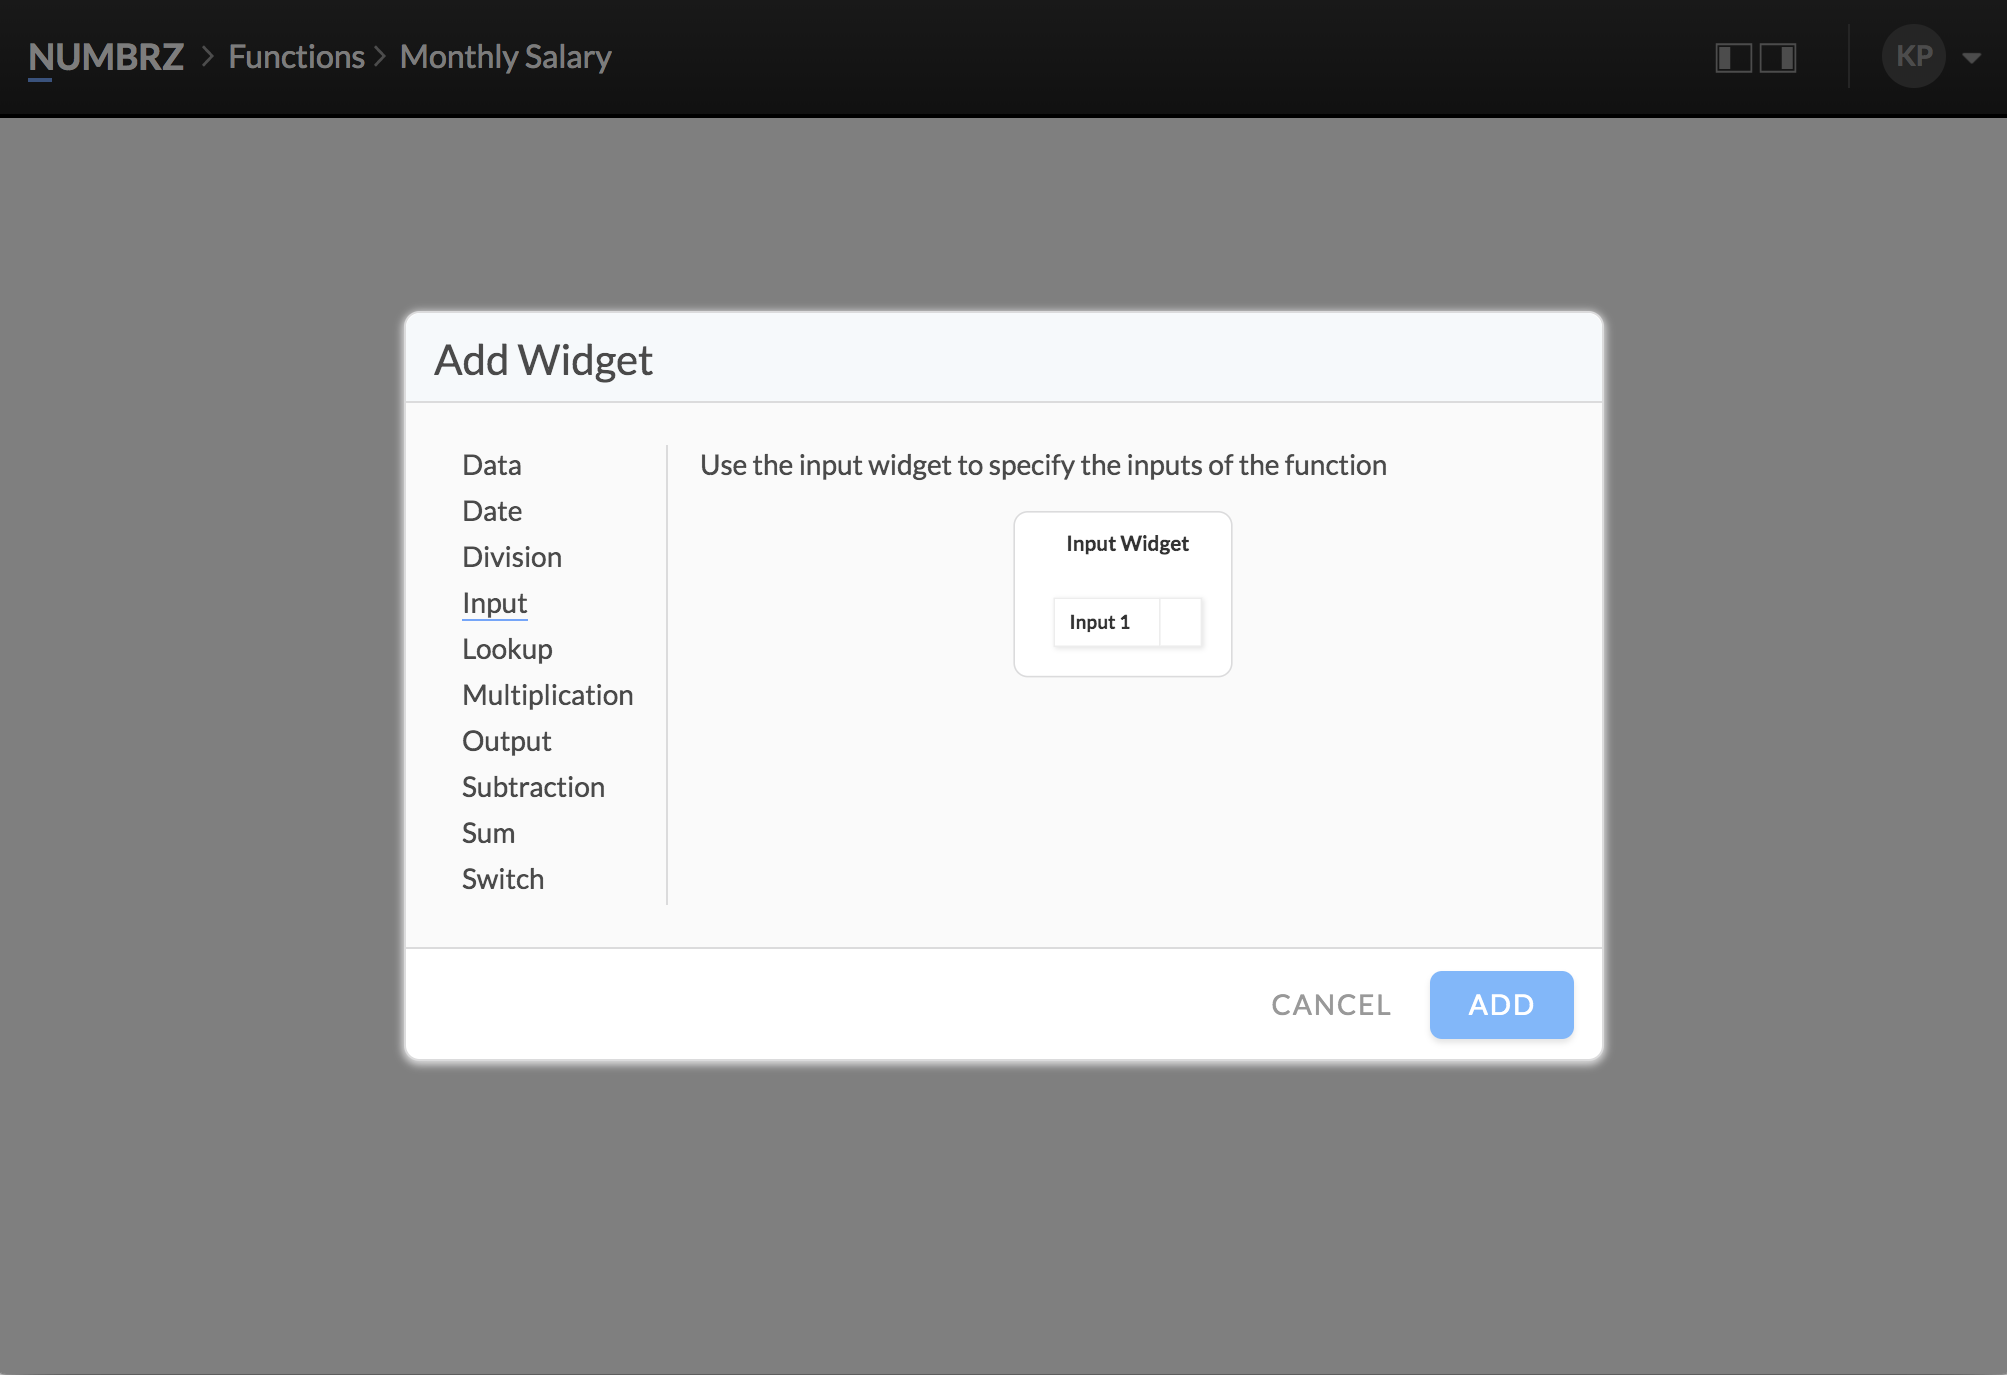 NUMBRZ > Functions > Monthly Salary
KP
Add Widget
Data
Date
Division
Input
Lookup
Multiplication
Output
Subtraction
Sum
Switch
Use the input widget to specify the inputs of the function
Input Widget
Input 1
CANCEL
ADD